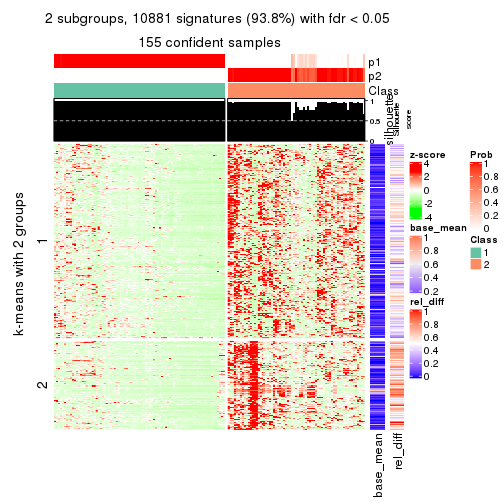 2 subgroups, 10881 signatures (93.8%) with fdr < 0.05
155 confident samples
p1
p2
Class
1
0.5
0
silhouette
Silhouette
score
k-means with 2 groups
1
2
base_mean
rel_diff
z-score
4
2
0
-2
-4
base_mean
1
0.8
0.6
0.4
0.2
rel_diff
1
0.8
0.6
0.4
0.2
0
Prob
1
0.8
0.6
0.4
0.2
0
Class
1
2